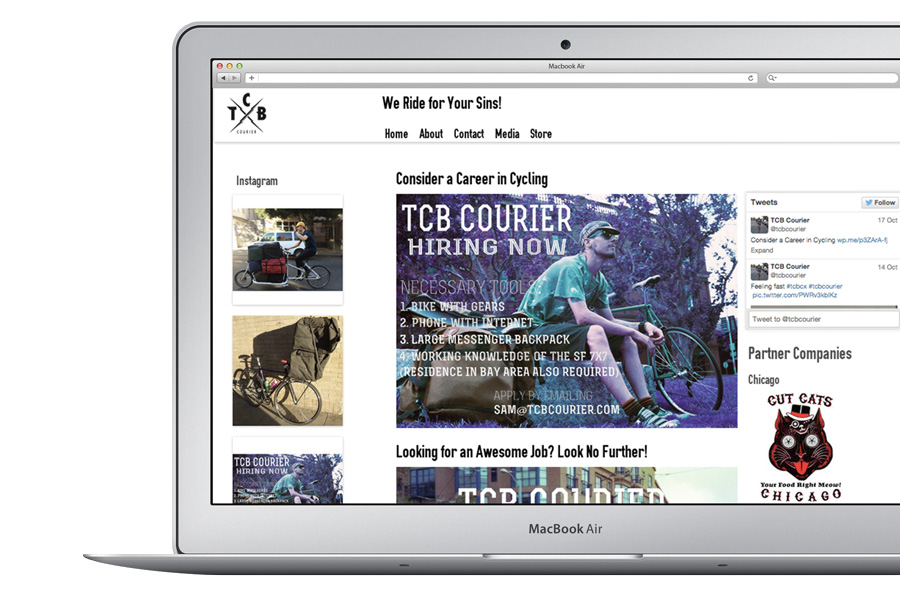 Macbook Air
C
T B
COURIER
We Ride for Your Sins!
Home About Contact Media Store
Instagram
TCB COURIER
HIRING NOW
Consider a Career in Cycling
TCB COURIER
HIRING NOW
NECESSARY TOOLS
1. BIKE WITH GEARS
2. PHONE WITH INTERNET
3. LARGE MESSENGER BACKPACK
4. WORKING KNOWLEDGE OF THE SF 7X7
(RESIDENCE IN BAY AREA ALSO REQUIRED)
APPLY BY EMAILING
SAM@TCBCOURIER.COM
Looking for an Awesome Job? Look No Further!
TCB COURIER
Tweets
Follow
TCB Courier 17 Oct
@tcbcourier
Consider a Career in Cycling wp.me/p3ZArA-fj
Expand
TCB Courier 14 Oct
@tcbcourier
Feeling fast #tcbcx #tcbcourier
Tweet to @tcbcourier
Partner Companies
Chicago
CUT CATS
Your Food Right Meow!
CHICAGO
MacBook Air